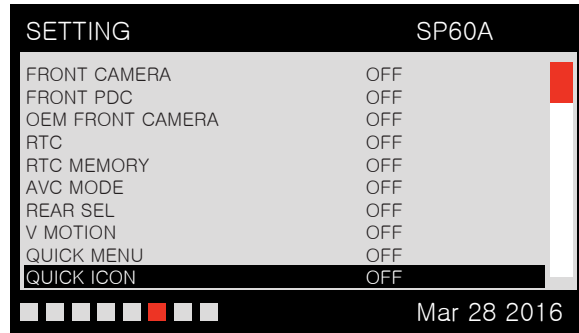 SETTING SP60A
FRONT CAMERA OFF
FRONT PDC OFF
OEM FRONT CAMERA OFF
RTC OFF
RTC MEMORY OFF
AVC MODE OFF
REAR SEL OFF
V MOTION OFF
QUICK MENU OFF
QUICK ICON OFF
Mar 28 2016